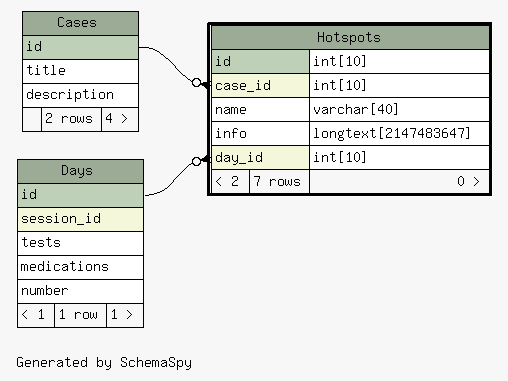 Cases
id
title
description
2 rows 4 >
Hotspots
id int[10]
case_id int[10]
name varchar[40]
info longtext[2147483647]
day_id int[10]
< 2 7 rows 0 >
Days
id
session_id
tests
medications
number
< 1 1 row 1 >
Generated by SchemaSpy